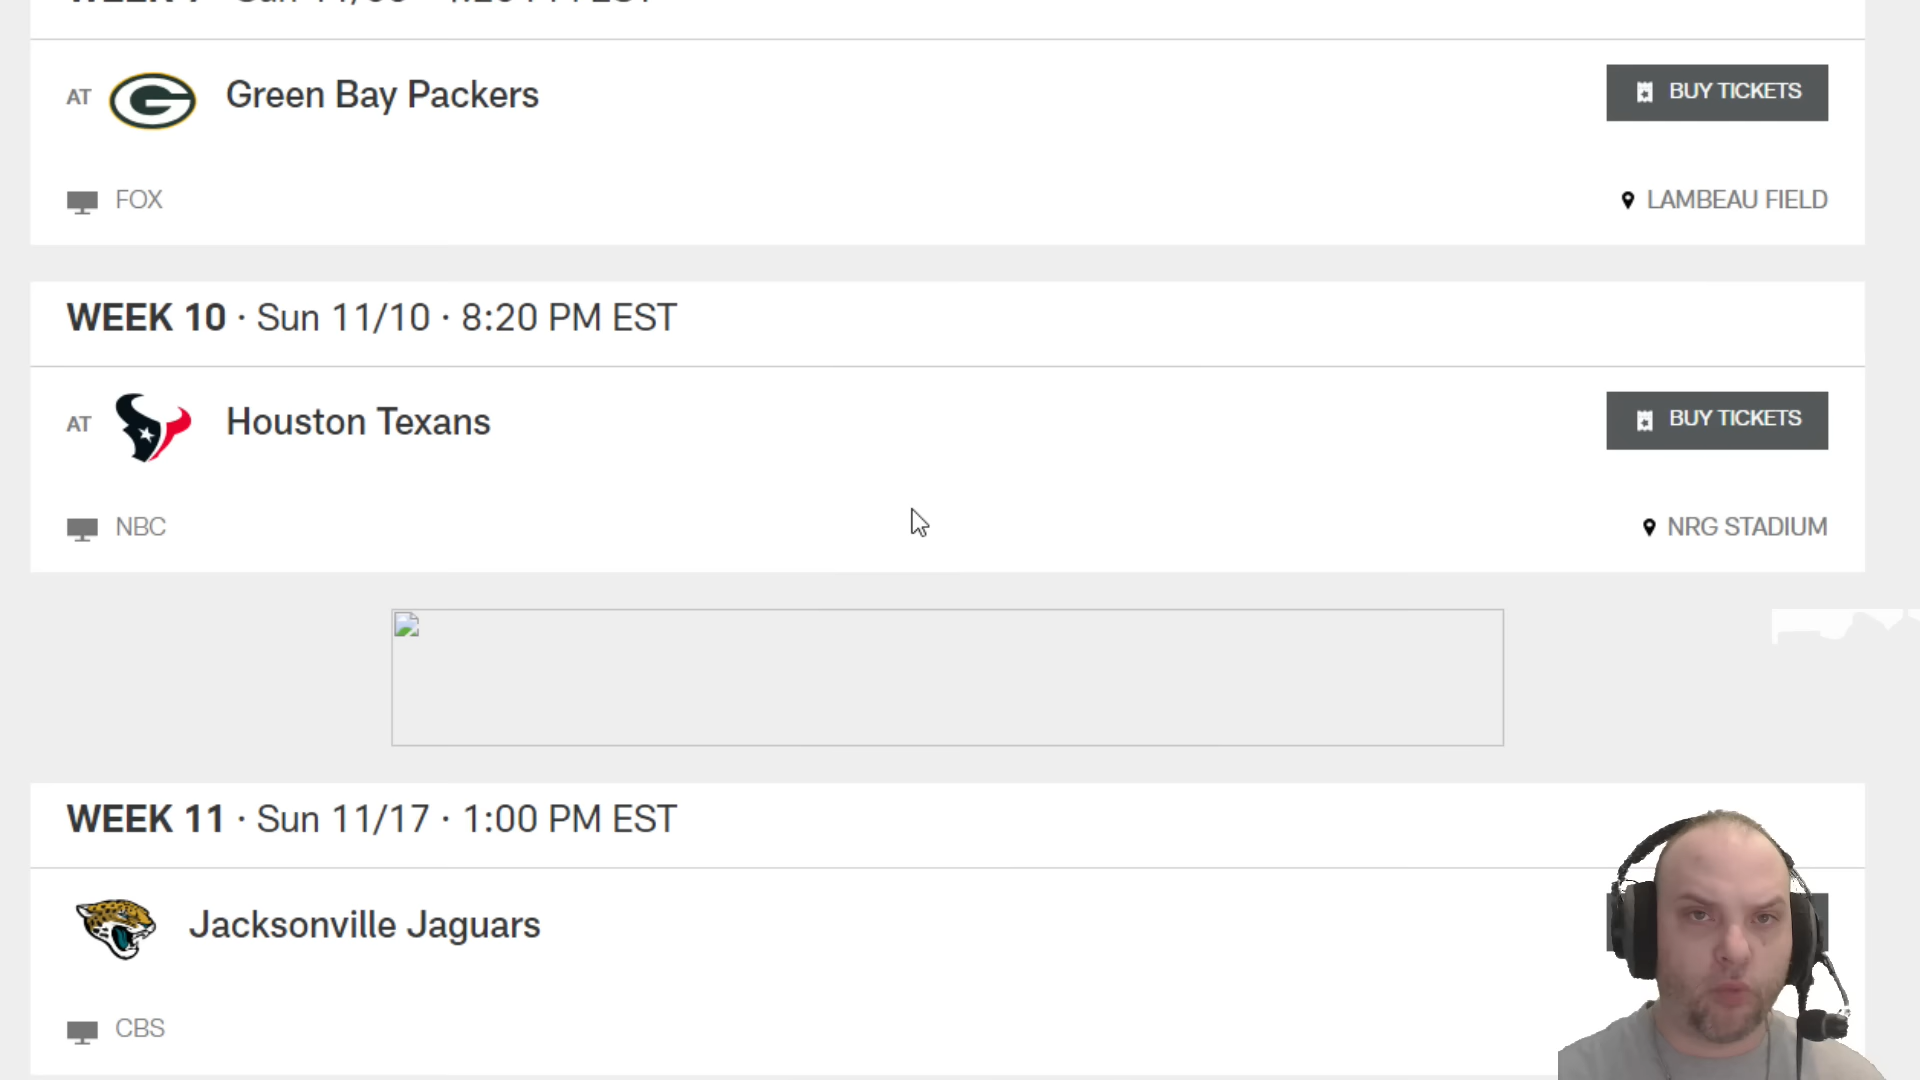 AT Green Bay Packers BUY TICKETS
FOX LAMBEAU FIELD
WEEK 10 · Sun 11/10 · 8:20 PM EST
AT Houston Texans BUY TICKETS
NBC NRG STADIUM
WEEK 11 · Sun 11/17 · 1:00 PM EST
Jacksonville Jaguars
CBS